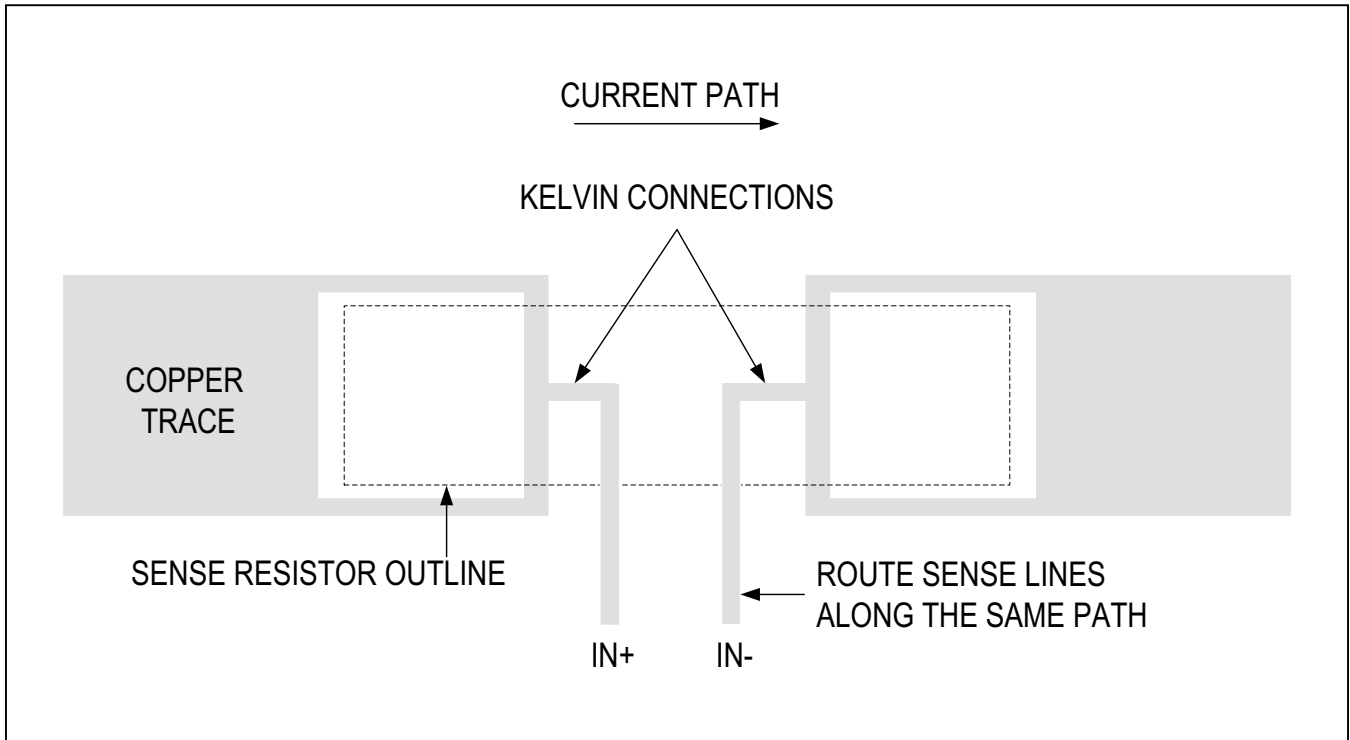 CURRENT PATH
KELVIN CONNECTIONS
COPPER
TRACE
SENSE RESISTOR OUTLINE
ROUTE SENSE LINES
ALONG THE SAME PATH
IN+
IN-